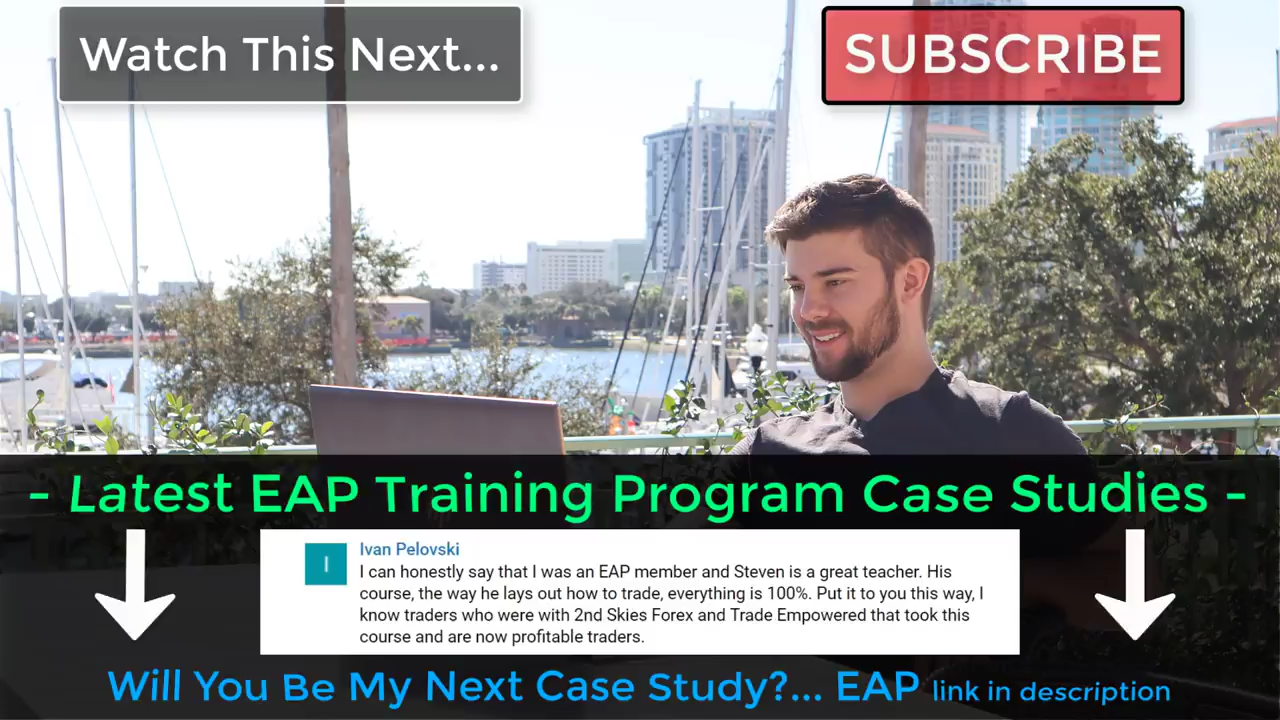 Watch This Next...
SUBSCRIBE
- Latest EAP Training Program Case Studies -
I
Ivan Pelovski
I can honestly say that I was an EAP member and Steven is a great teacher. His
course, the way he lays out how to trade, everything is 100%. Put it to you this way, I
know traders who were with 2nd Skies Forex and Trade Empowered that took this
course and are now profitable traders.
Will You Be My Next Case Study?... EAP link in description